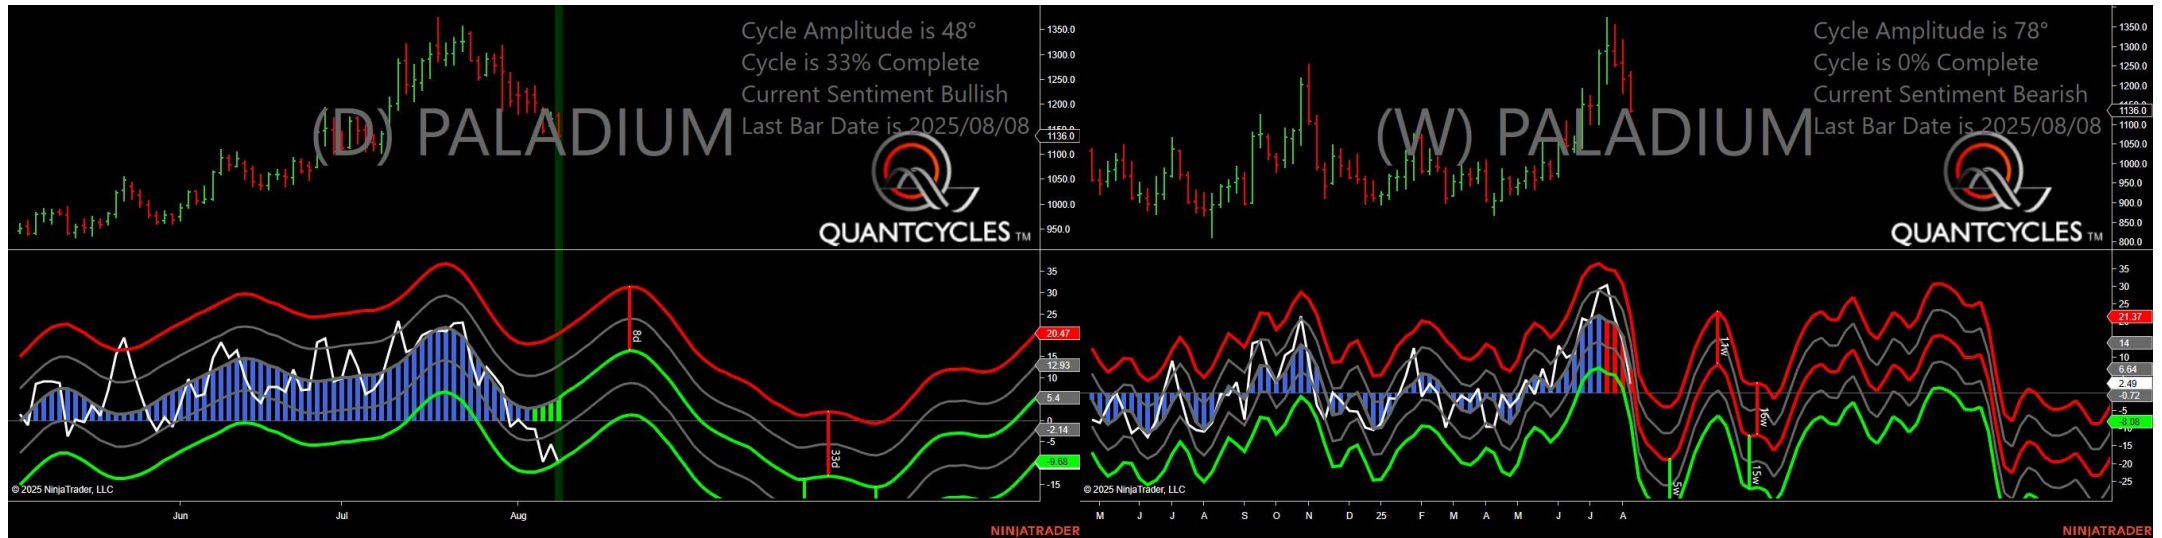 Cycle Amplitude is 48°
Cycle is 33% Complete
Current Sentiment Bullish
Last Bar Date is 2025/08/08
(D) PALADIUM
QUANTCYCLES TM
1350.0
1300.0
1250.0
1200.0
1136.0
1100.0
1050.0
1000.0
950.0
35
30
25
20.47
15
12.93
10
5.4
0
-2.14
-5
-9.68
-15
8d
33d
© 2025 NinjaTrader, LLC
Jun
Jul
Aug
NINJATRADER
Cycle Amplitude is 78°
Cycle is 0% Complete
Current Sentiment Bearish
Last Bar Date is 2025/08/08
(W) PALADIUM
QUANTCYCLES TM
1350.0
1300.0
1250.0
1200.0
1136.0
1100.0
1050.0
1000.0
950.0
900.0
850.0
800.0
35
30
25
21.37
14
10
6.64
2.49
-0.72
-5
-8.08
-15
-20
-25
11w
16w
15w
5w
© 2025 NinjaTrader, LLC
M J J A S O N D 25 F M A M J J A
NINJATRADER